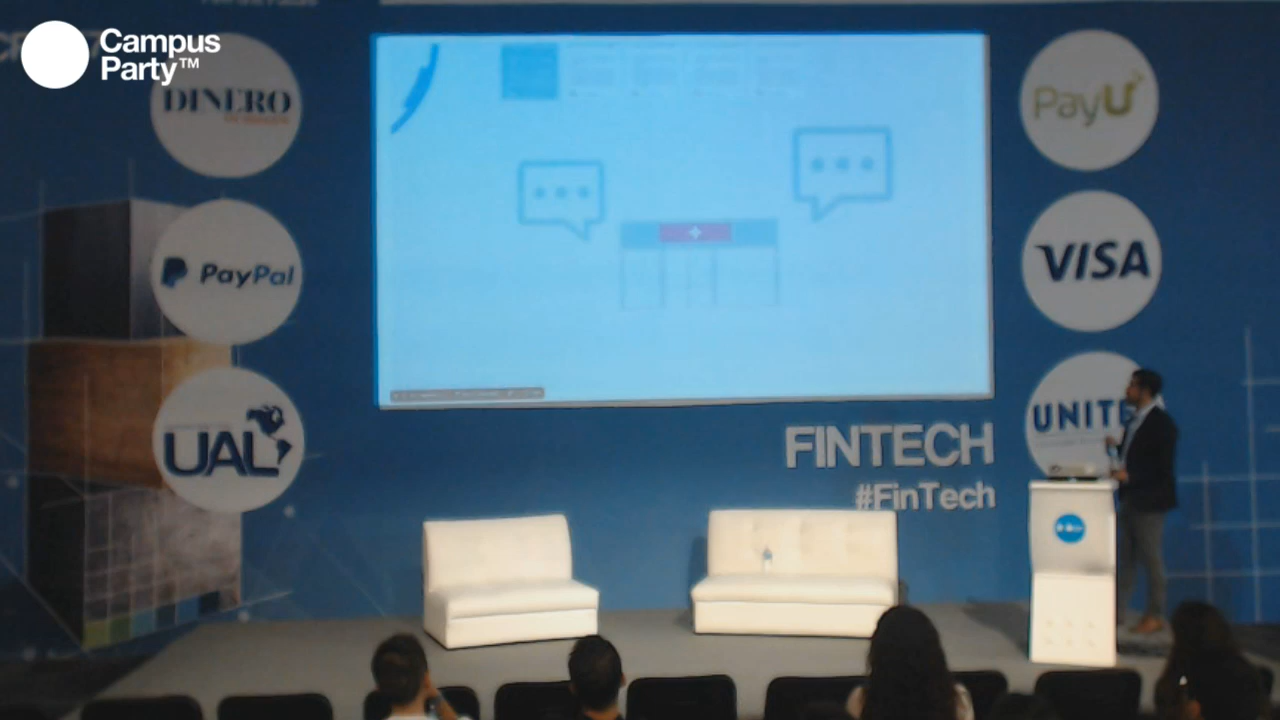 Campus
Party™
DINERO
PayPal
UAL
PayU
VISA
UNITE
FINTECH
#FinTech